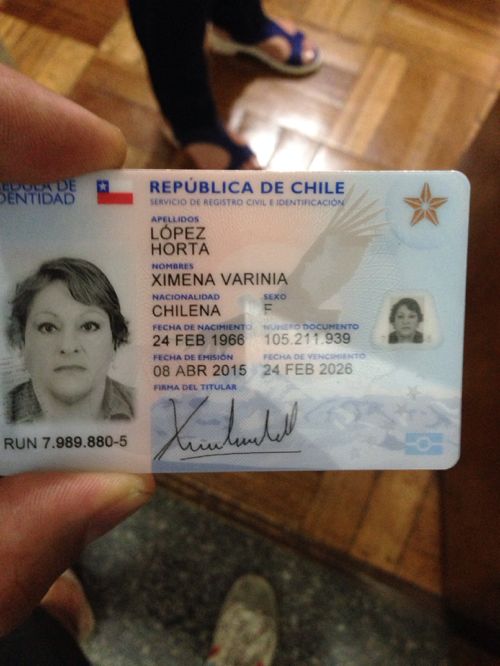 CÉDULA DE
IDENTIDAD
REPÚBLICA DE CHILE
SERVICIO DE REGISTRO CIVIL E IDENTIFICACIÓN
APELLIDOS
LÓPEZ
HORTA
NOMBRES
XIMENA VARINIA
NACIONALIDAD SEXO
CHILENA F
FECHA DE NACIMIENTO NÚMERO DOCUMENTO
24 FEB 1966 105.211.939
FECHA DE EMISIÓN FECHA DE VENCIMIENTO
08 ABR 2015 24 FEB 2026
FIRMA DEL TITULAR
RUN 7.989.880-5